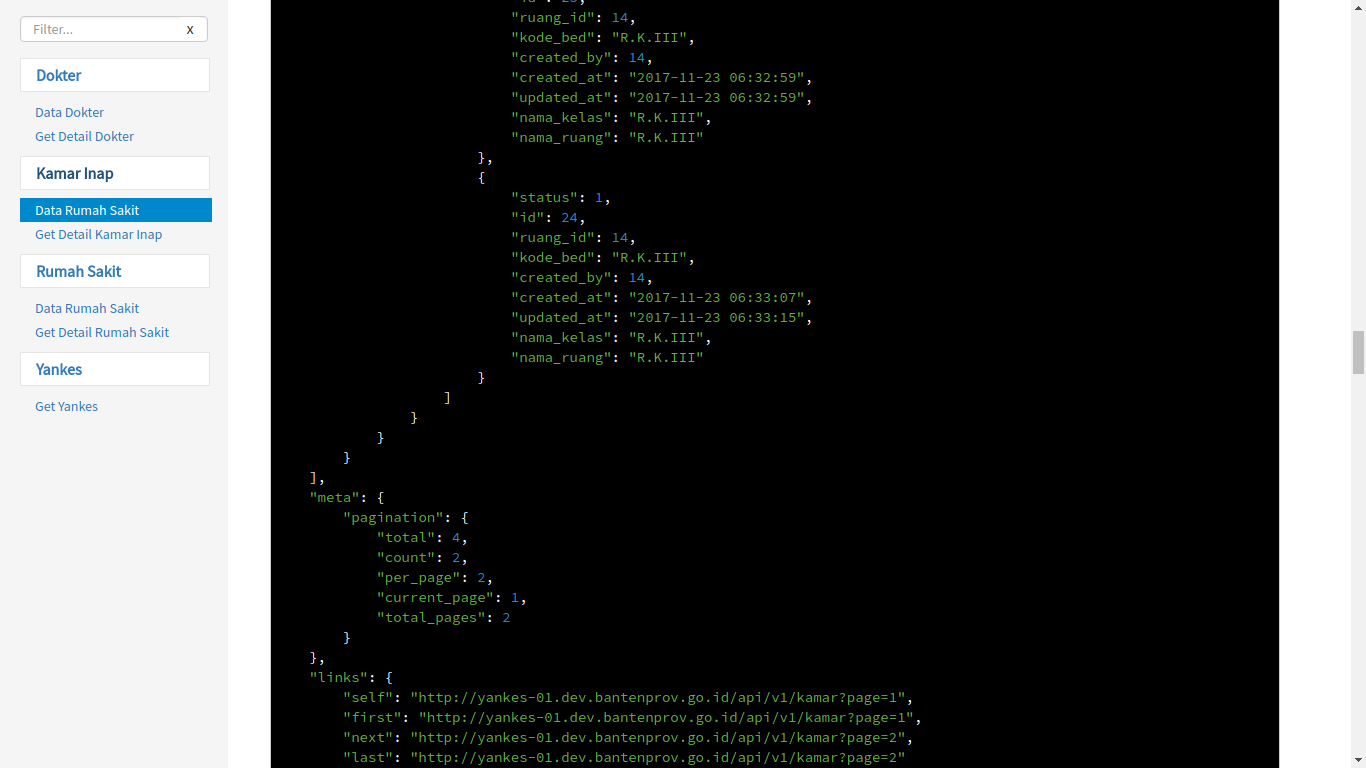 Filter...
x
Dokter
Data Dokter
Get Detail Dokter
Kamar Inap
Data Rumah Sakit
Get Detail Kamar Inap
Rumah Sakit
Data Rumah Sakit
Get Detail Rumah Sakit
Yankes
Get Yankes
"ruang_id": 14,
"kode_bed": "R.K.III",
"created_by": 14,
"created_at": "2017-11-23 06:32:59",
"updated_at": "2017-11-23 06:32:59",
"nama_kelas": "R.K.III",
"nama_ruang": "R.K.III"
},
{
"status": 1,
"id": 24,
"ruang_id": 14,
"kode_bed": "R.K.III",
"created_by": 14,
"created_at": "2017-11-23 06:33:07",
"updated_at": "2017-11-23 06:33:15",
"nama_kelas": "R.K.III",
"nama_ruang": "R.K.III"
}
]
}
}
}
],
"meta": {
"pagination": {
"total": 4,
"count": 2,
"per_page": 2,
"current_page": 1,
"total_pages": 2
}
},
"links": {
"self": "http://yankes-01.dev.bantenprov.go.id/api/v1/kamar?page=1",
"first": "http://yankes-01.dev.bantenprov.go.id/api/v1/kamar?page=1",
"next": "http://yankes-01.dev.bantenprov.go.id/api/v1/kamar?page=2",
"last": "http://yankes-01.dev.bantenprov.go.id/api/v1/kamar?page=2"